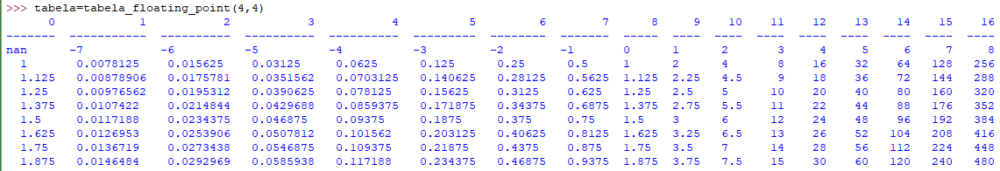 >>> tabela=tabela_floating_point(4,4)
0 1 2 3 4 5 6 7 8 9 10 11 12 13 14 15 16
------- ---------- --------- --------- --------- -------- ------- ------ ----- ---- ---- ---- ---- ---- ---- ---- ----
nan -7 -6 -5 -4 -3 -2 -1 0 1 2 3 4 5 6 7 8
1 0.0078125 0.015625 0.03125 0.0625 0.125 0.25 0.5 1 2 4 8 16 32 64 128 256
1.125 0.00878906 0.0175781 0.0351562 0.0703125 0.140625 0.28125 0.5625 1.125 2.25 4.5 9 18 36 72 144 288
1.25 0.00976562 0.0195312 0.0390625 0.078125 0.15625 0.3125 0.625 1.25 2.5 5 10 20 40 80 160 320
1.375 0.0107422 0.0214844 0.0429688 0.0859375 0.171875 0.34375 0.6875 1.375 2.75 5.5 11 22 44 88 176 352
1.5 0.0117188 0.0234375 0.046875 0.09375 0.1875 0.375 0.75 1.5 3 6 12 24 48 96 192 384
1.625 0.0126953 0.0253906 0.0507812 0.101562 0.203125 0.40625 0.8125 1.625 3.25 6.5 13 26 52 104 208 416
1.75 0.0136719 0.0273438 0.0546875 0.109375 0.21875 0.4375 0.875 1.75 3.5 7 14 28 56 112 224 448
1.875 0.0146484 0.0292969 0.0585938 0.117188 0.234375 0.46875 0.9375 1.875 3.75 7.5 15 30 60 120 240 480